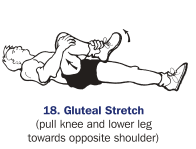 18. Gluteal Stretch
(pull knee and lower leg
towards opposite shoulder)